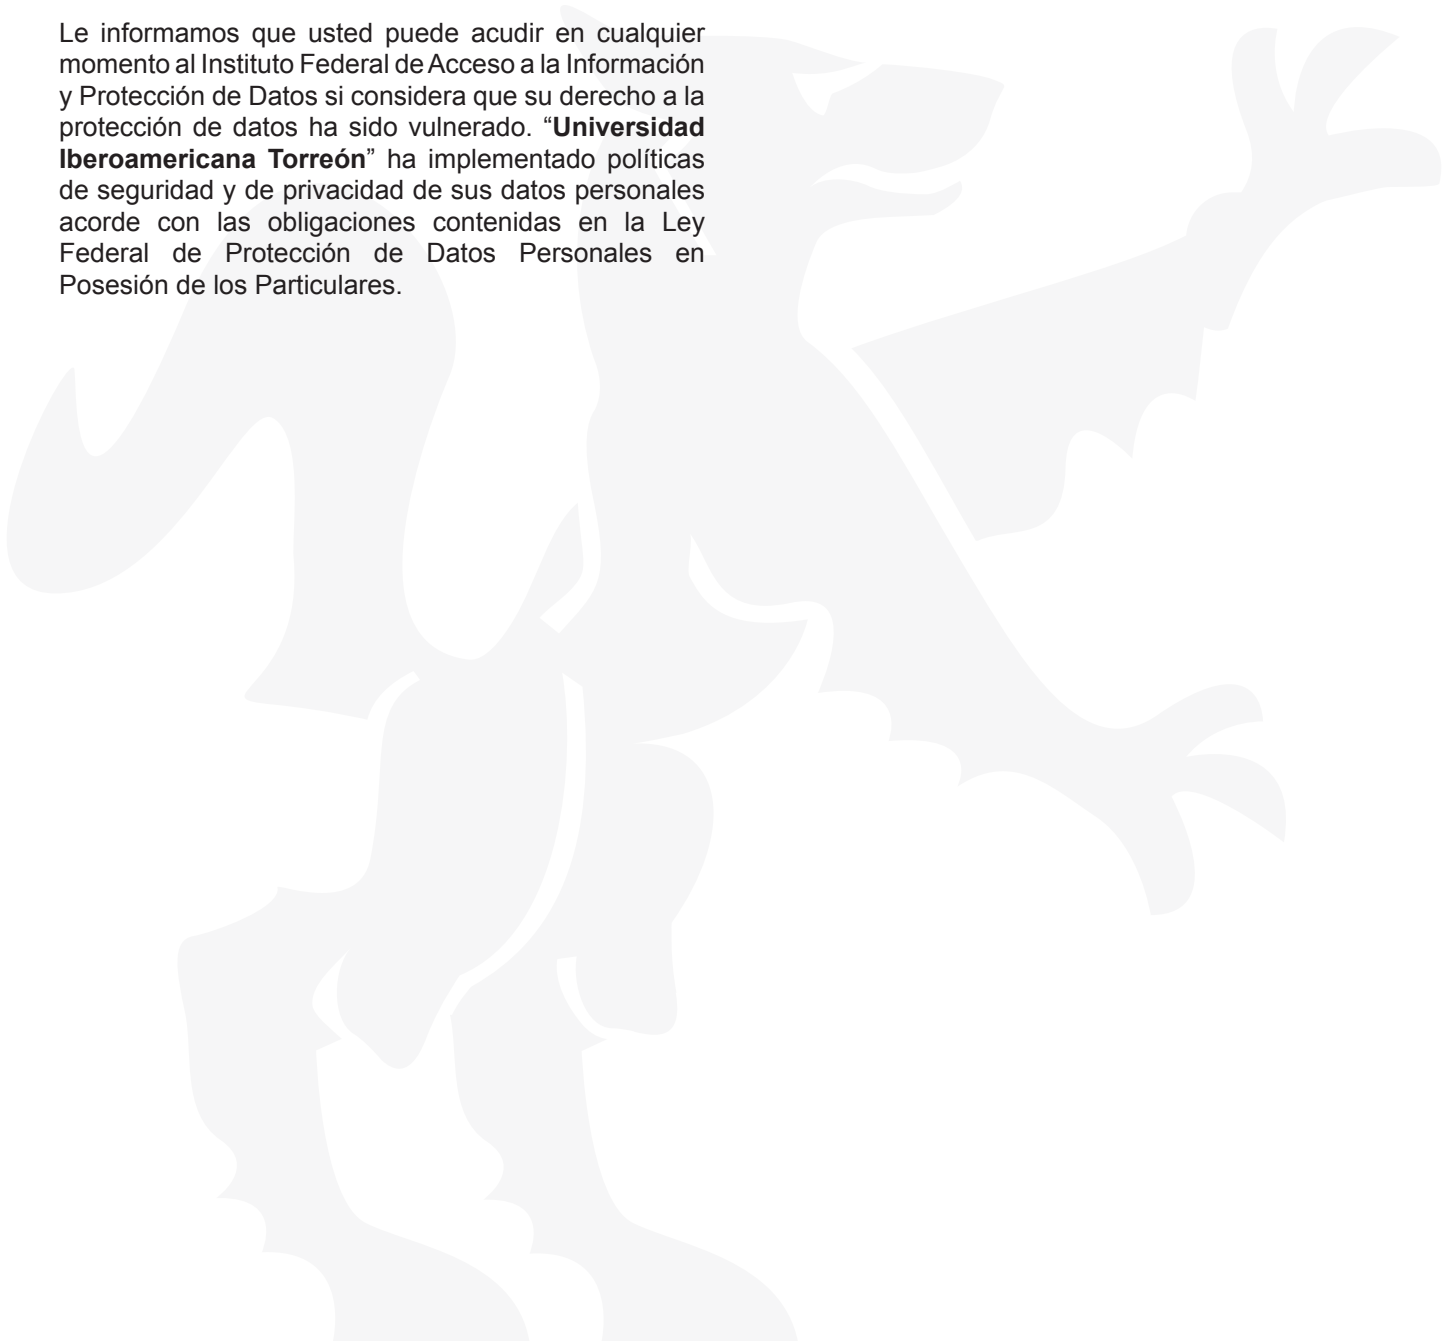 Le informamos que usted puede acudir en cualquier
momento al Instituto Federal de Acceso a la Información
y Protección de Datos si considera que su derecho a la
protección de datos ha sido vulnerado. “Universidad
Iberoamericana Torreón” ha implementado políticas
de seguridad y de privacidad de sus datos personales
acorde con las obligaciones contenidas en la Ley
Federal de Protección de Datos Personales en
Posesión de los Particulares.